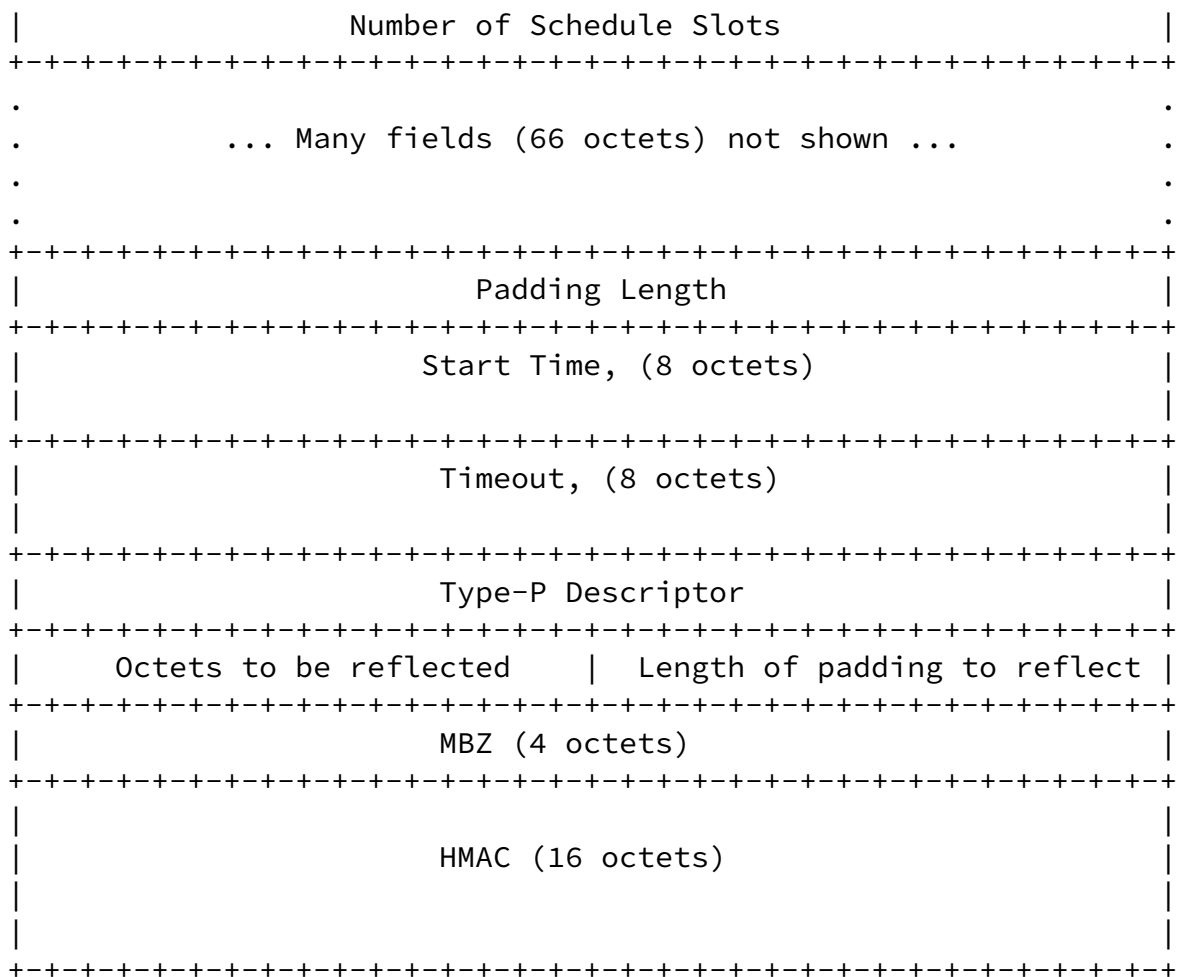 |                  Number of Schedule Slots                     |
+-+-+-+-+-+-+-+-+-+-+-+-+-+-+-+-+-+-+-+-+-+-+-+-+-+-+-+-+-+-+-+-+
.                                                               .
.           ... Many fields (66 octets) not shown ...           .
.                                                               .
.                                                               .
+-+-+-+-+-+-+-+-+-+-+-+-+-+-+-+-+-+-+-+-+-+-+-+-+-+-+-+-+-+-+-+-+
|                         Padding Length                        |
+-+-+-+-+-+-+-+-+-+-+-+-+-+-+-+-+-+-+-+-+-+-+-+-+-+-+-+-+-+-+-+-+
|                      Start Time, (8 octets)                   |
|                                                               |
+-+-+-+-+-+-+-+-+-+-+-+-+-+-+-+-+-+-+-+-+-+-+-+-+-+-+-+-+-+-+-+-+
|                       Timeout, (8 octets)                     |
|                                                               |
+-+-+-+-+-+-+-+-+-+-+-+-+-+-+-+-+-+-+-+-+-+-+-+-+-+-+-+-+-+-+-+-+
|                       Type-P Descriptor                       |
+-+-+-+-+-+-+-+-+-+-+-+-+-+-+-+-+-+-+-+-+-+-+-+-+-+-+-+-+-+-+-+-+
|     Octets to be reflected    |  Length of padding to reflect |
+-+-+-+-+-+-+-+-+-+-+-+-+-+-+-+-+-+-+-+-+-+-+-+-+-+-+-+-+-+-+-+-+
|                       MBZ (4 octets)                          |
+-+-+-+-+-+-+-+-+-+-+-+-+-+-+-+-+-+-+-+-+-+-+-+-+-+-+-+-+-+-+-+-+
|                                                               |
|                       HMAC (16 octets)                        |
|                                                               |
|                                                               |
+-+-+-+-+-+-+-+-+-+-+-+-+-+-+-+-+-+-+-+-+-+-+-+-+-+-+-+-+-+-+-+-+